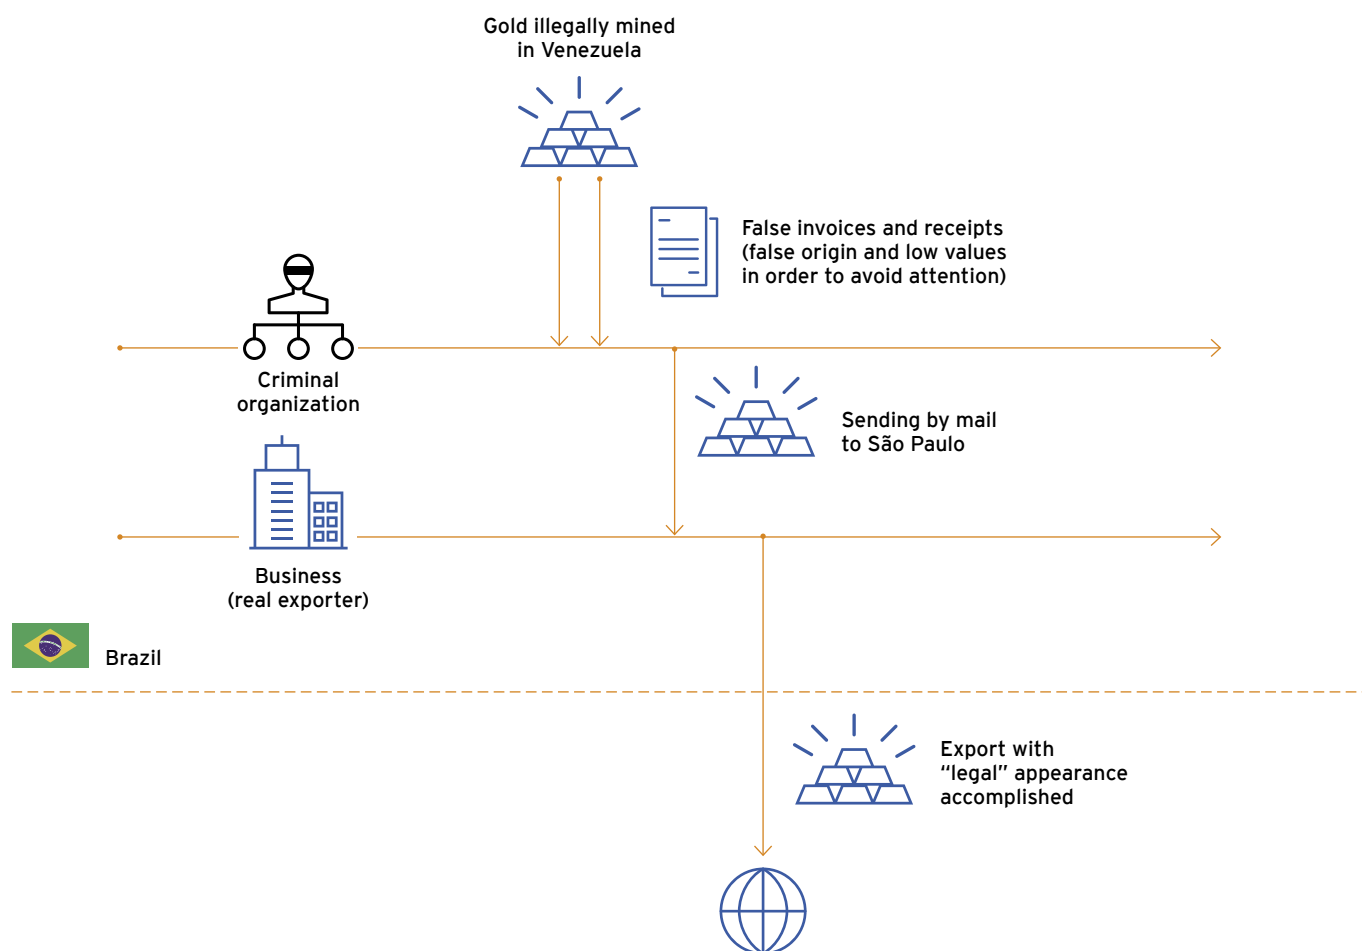 Gold illegally mined
in Venezuela
False invoices and receipts
(false origin and low values
in order to avoid attention)
Criminal
organization
Sending by mail
to São Paulo
Business
(real exporter)
Brazil
Export with
“legal” appearance
accomplished